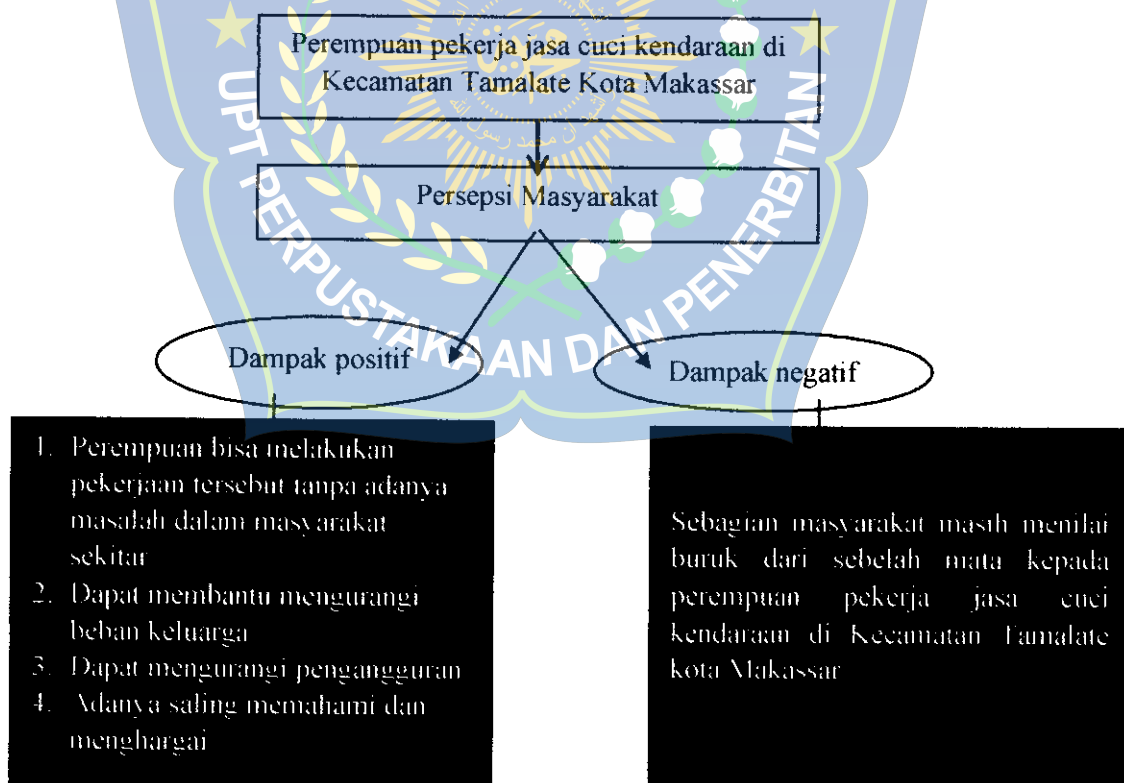 Perempuan pekerja jasa cuci kendaraan di
Kecamatan Tamalate Kota Makassar
Persepsi Masyarakat
UPT PERPUSTAKAAN DAN PENERBITAN
Dampak positif
Dampak negatif
1. Perempuan bisa melakukan
pekerjaan tersebut tanpa adanya
masalah dalam masyarakat
sekitar
2. Dapat membantu mengurangi
beban keluarga
3. Dapat mengurangi pengangguran
4. Adanya saling memahami dan
menghargai
Sebagian masyarakat masih menilai
buruk dari sebelah mata kepada
perempuan pekerja jasa cuci
kendaraan di Kecamatan Tamalate
kota Makassar